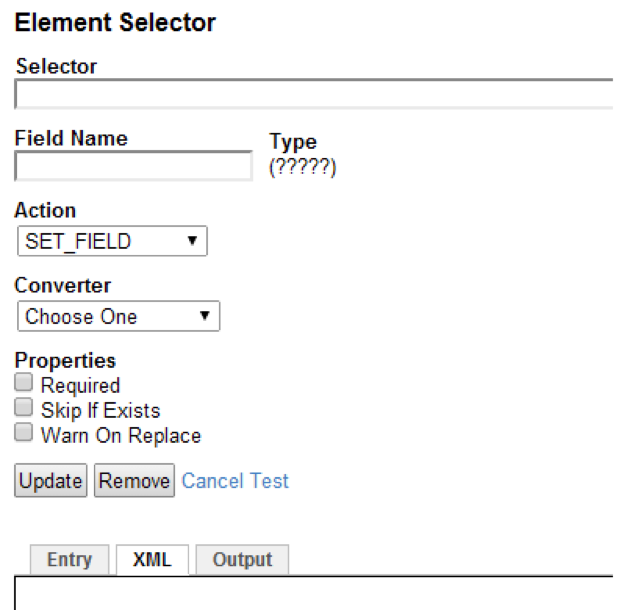 Element Selector
Selector
Field Name
Type
(?????)
Action
SET_FIELD
Converter
Choose One
Properties
Required
Skip If Exists
Warn On Replace
Update Remove Cancel Test
Entry XML Output